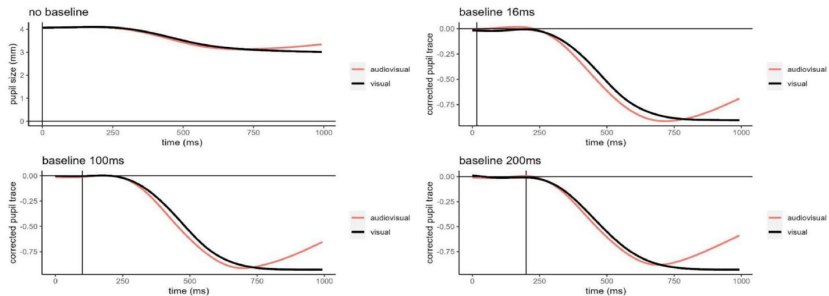 no baseline
pupil size (mm)
4
3
2
1
0
0 250 500 750 1000
time (ms)
audiovisual
visual
baseline 16ms
corrected pupil trace
0.00
-0.25
-0.50
-0.75
0 250 500 750 1000
time (ms)
audiovisual
visual
baseline 100ms
corrected pupil trace
0.00
-0.25
-0.50
-0.75
0 250 500 750 1000
time (ms)
audiovisual
visual
baseline 200ms
corrected pupil trace
0.00
-0.25
-0.50
-0.75
0 250 500 750 1000
time (ms)
audiovisual
visual